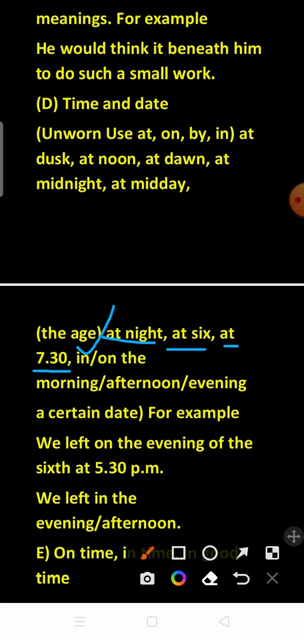 meanings. For example
He would think it beneath him
to do such a small work.
(D) Time and date
(Unworn Use at, on, by, in) at
dusk, at noon, at dawn, at
midnight, at midday,
(the age) at night, at six, at
7.30, in/on the
morning/afternoon/evening
a certain date) For example
We left on the evening of the
sixth at 5.30 p.m.
We left in the
evening/afternoon.
E) On time, in time, in good
time